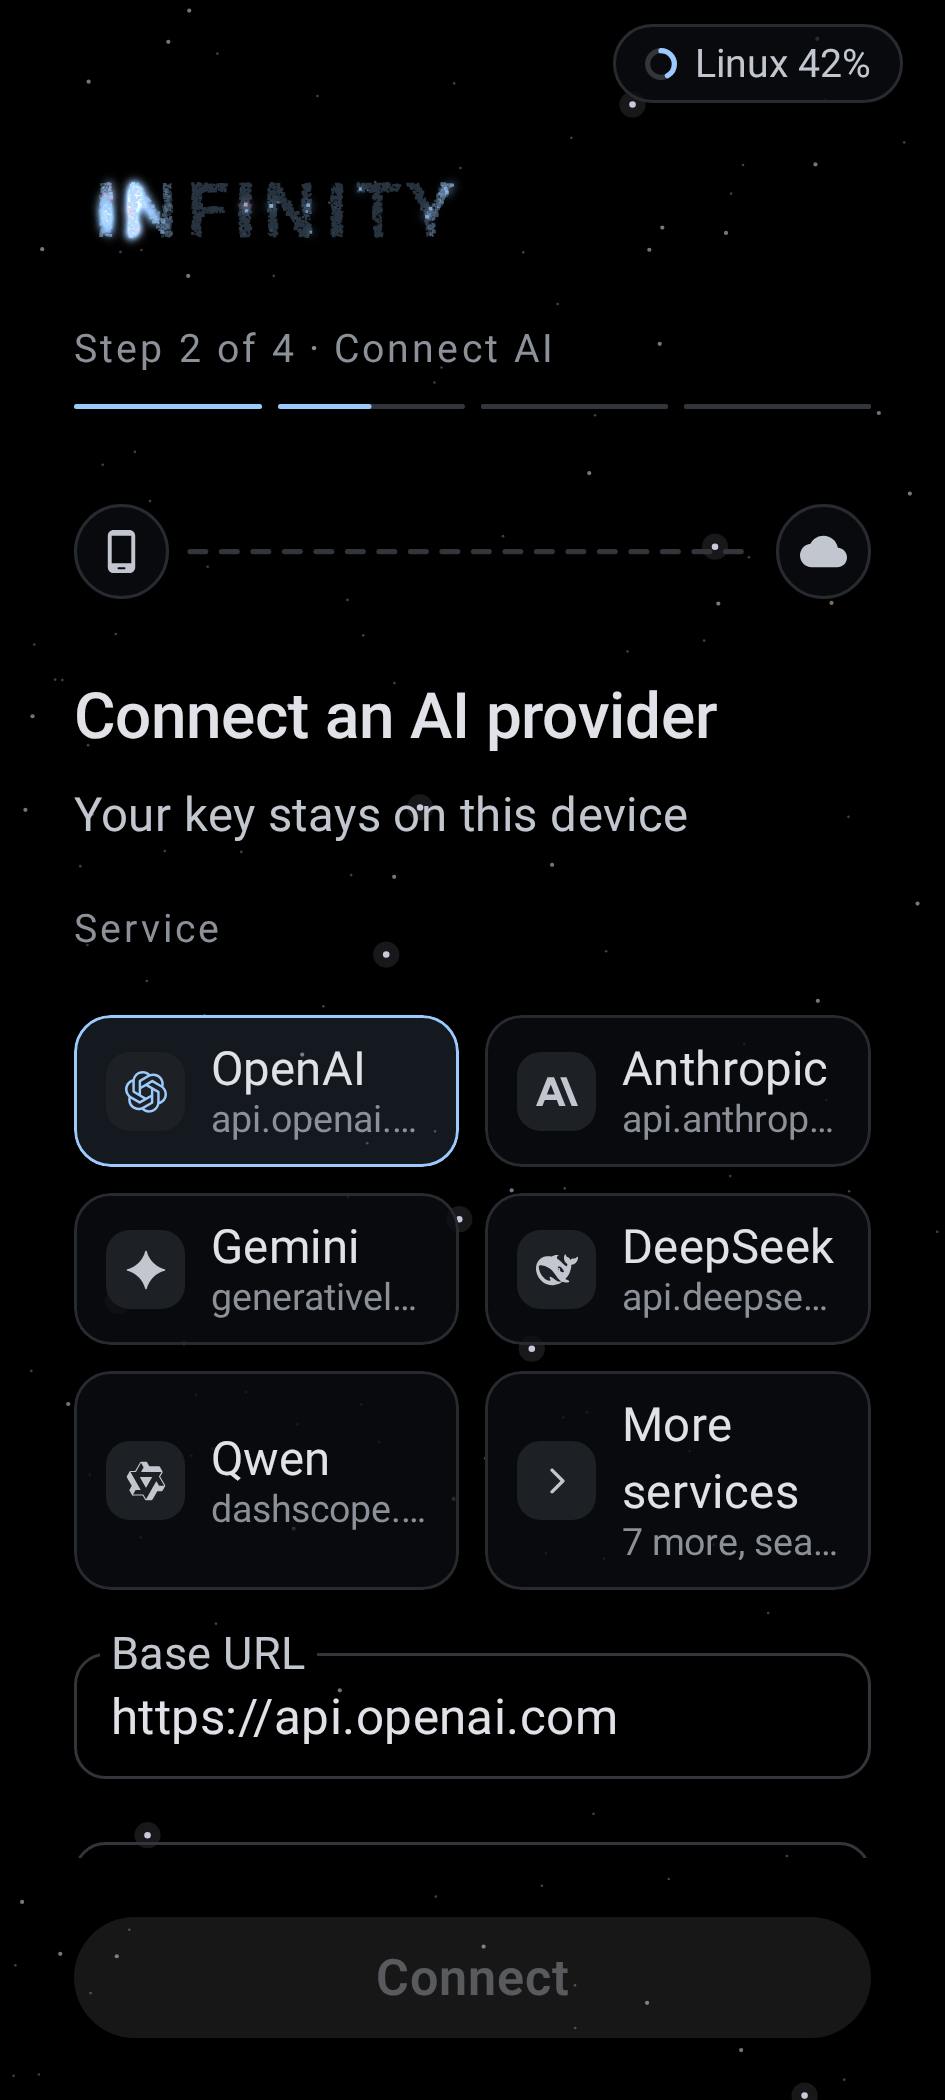 Linux 42%
INFINITY
Step 2 of 4 · Connect AI
Connect an AI provider
Your key stays on this device
Service
OpenAI
api.openai.…
Anthropic
api.anthrop…
Gemini
generativel…
DeepSeek
api.deepse…
Qwen
dashscope.…
More
services
7 more, sea…
Base URL
https://api.openai.com
Connect